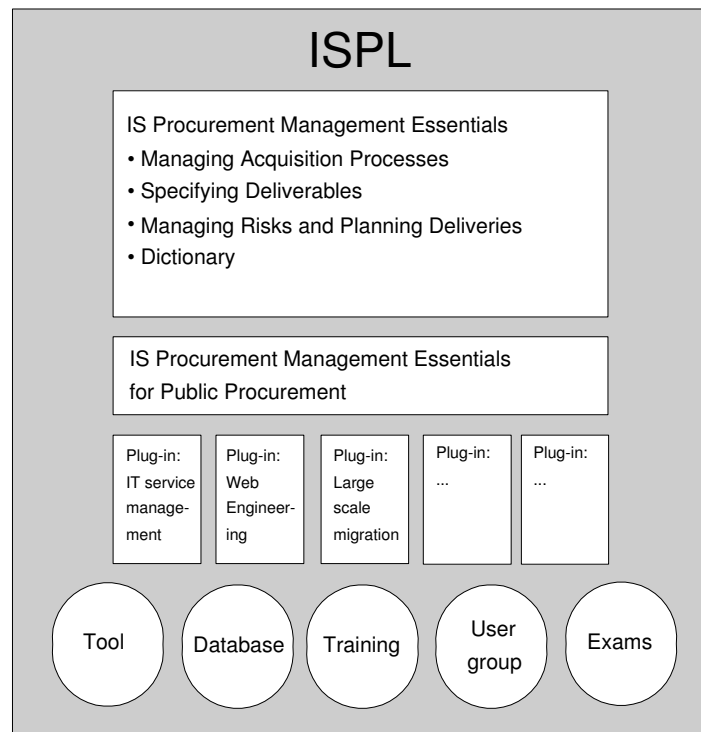 ISPL
IS Procurement Management Essentials
• Managing Acquisition Processes
• Specifying Deliverables
• Managing Risks and Planning Deliveries
• Dictionary
IS Procurement Management Essentials
for Public Procurement
Plug-in:
IT service
manage-
ment
Plug-in:
Web
Engineer-
ing
Plug-in:
Large
scale
migration
Plug-in:
...
Plug-in:
...
Tool
Database
Training
User
group
Exams